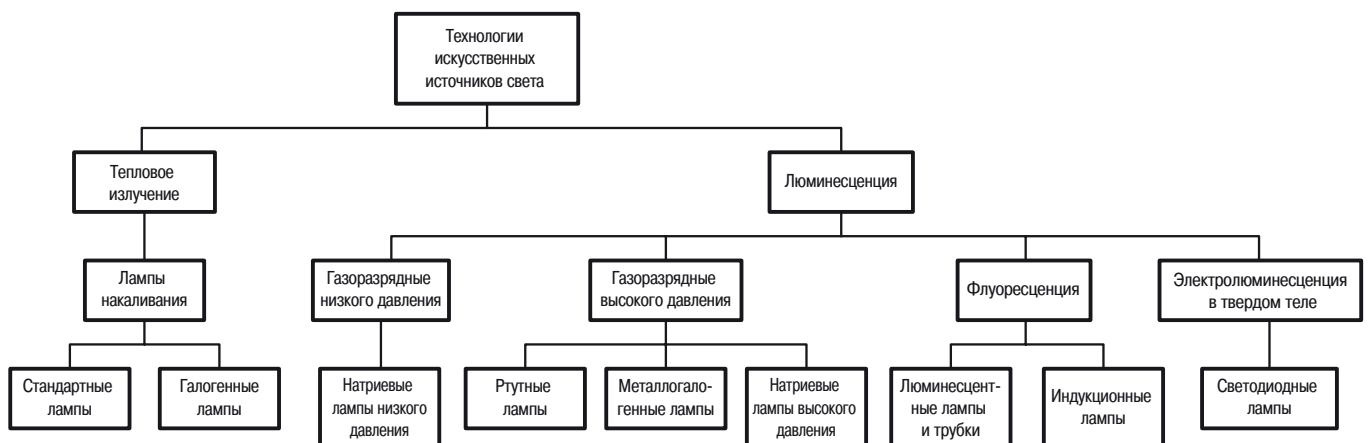 Технологии
искусственных
источников света
Тепловое
излучение
Люминесценция
Лампы
накаливания
Газоразрядные
низкого давления
Газоразрядные
высокого давления
Флуоресценция
Электролюминесценция
в твердом теле
Стандартные
лампы
Галогенные
лампы
Натриевые
лампы низкого
давления
Ртутные
лампы
Металлогало-
генные лампы
Натриевые
лампы высокого
давления
Люминесцент-
ные лампы
и трубки
Индукционные
лампы
Светодиодные
лампы